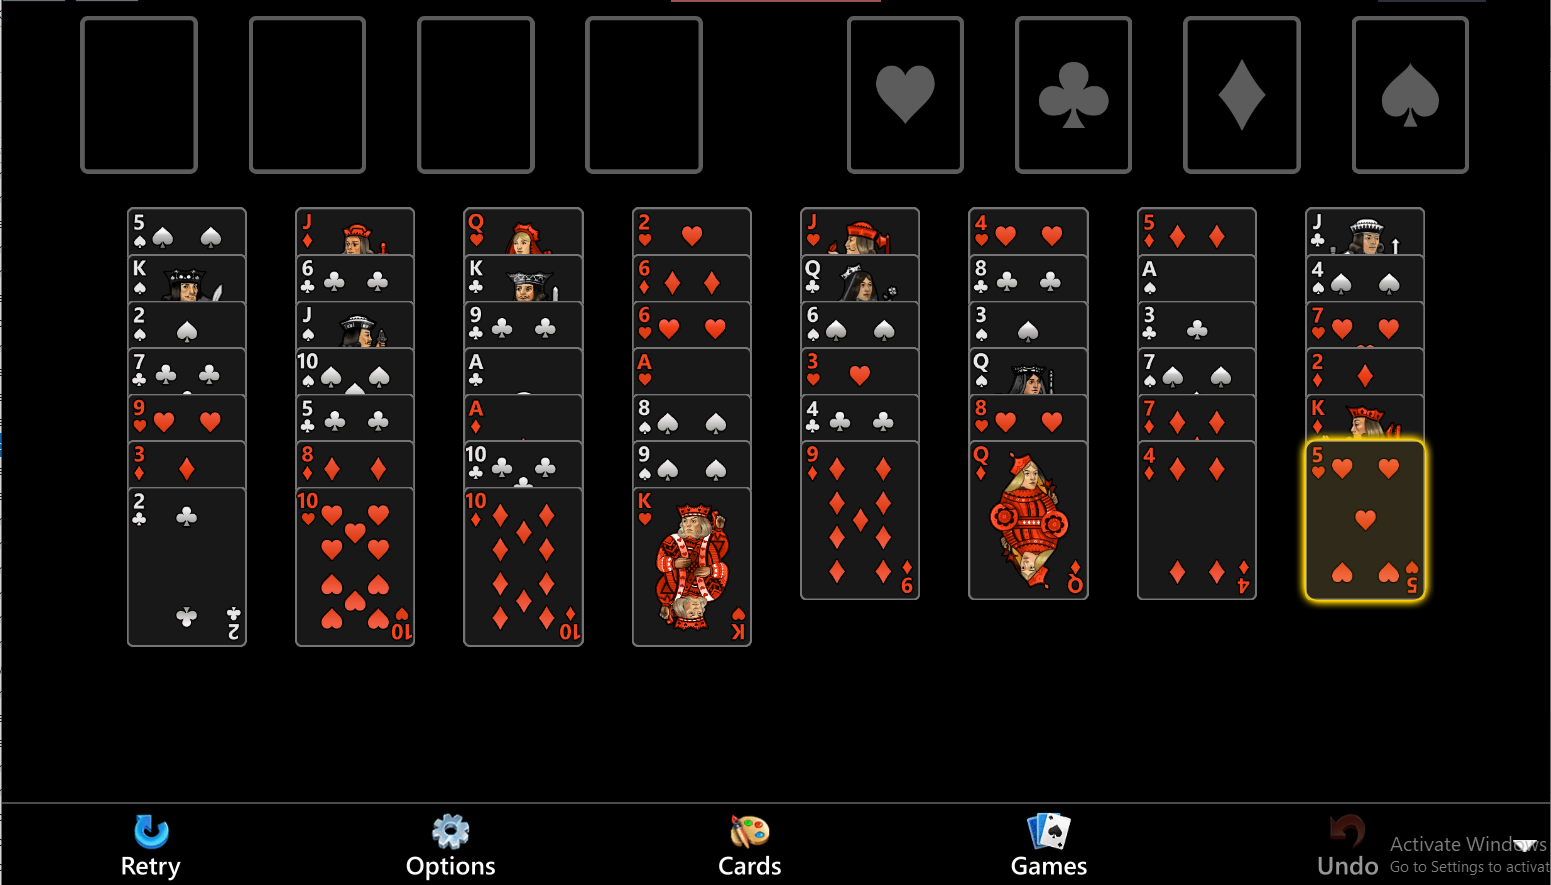 5 J Q 2 J 4 5 J
K 6 K 6 Q 8 A 4
2 J 9 6 6 3 3 7
7 10 A A 3 Q 7 2
9 5 A 8 4 8 7 K
3 8 10 9 9 Q 4 5
2 10 10 K
9 Q 4 5
2 10 10 K
Retry Options Cards Games Undo
Activate Windows
Go to Settings to activat